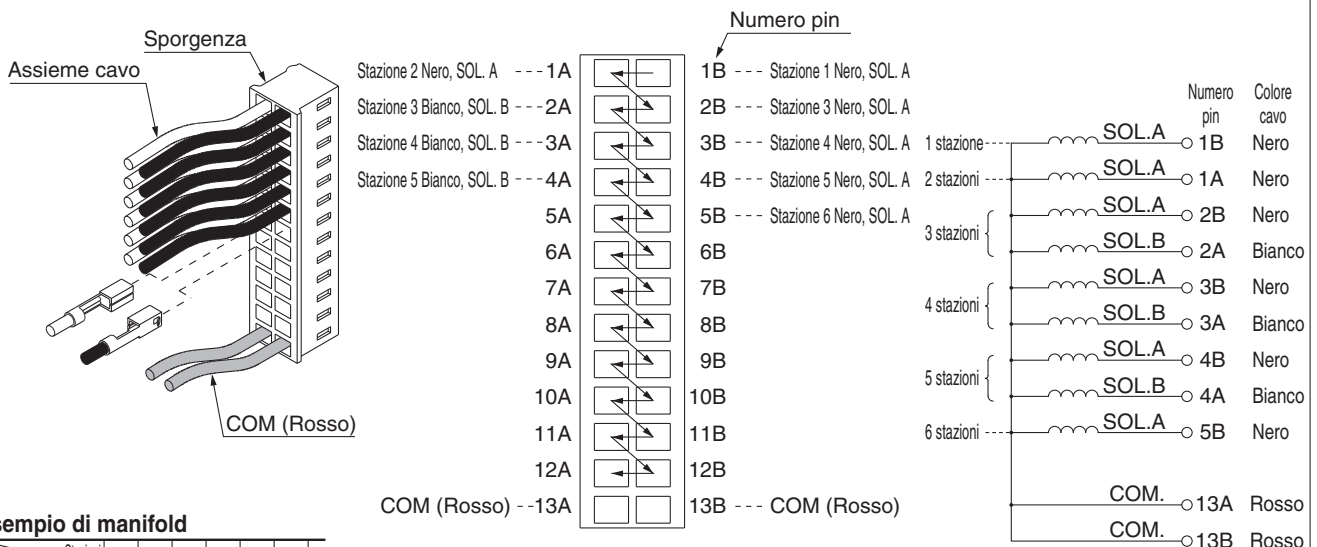 Numero pin
Sporgenza
Assieme cavo
COM (Rosso)
Stazione 2 Nero, SOL. A 1A 1B Stazione 1 Nero, SOL. A
Stazione 3 Bianco, SOL. B 2A 2B Stazione 3 Nero, SOL. A
Stazione 4 Bianco, SOL. B 3A 3B Stazione 4 Nero, SOL. A
Stazione 5 Bianco, SOL. B 4A 4B Stazione 5 Nero, SOL. A
5A 5B Stazione 6 Nero, SOL. A
6A 6B
7A 7B
8A 8B
9A 9B
10A 10B
11A 11B
12A 12B
COM (Rosso) 13A 13B COM (Rosso)
Numero pin Colore cavo
1 stazione SOL.A 1B Nero
2 stazioni SOL.A 1A Nero
3 stazioni SOL.A 2B Nero
SOL.B 2A Bianco
4 stazioni SOL.A 3B Nero
SOL.B 3A Bianco
5 stazioni SOL.A 4B Nero
SOL.B 4A Bianco
6 stazioni SOL.A 5B Nero
COM. 13A Rosso
COM. 13B Rosso
sempio di manifold